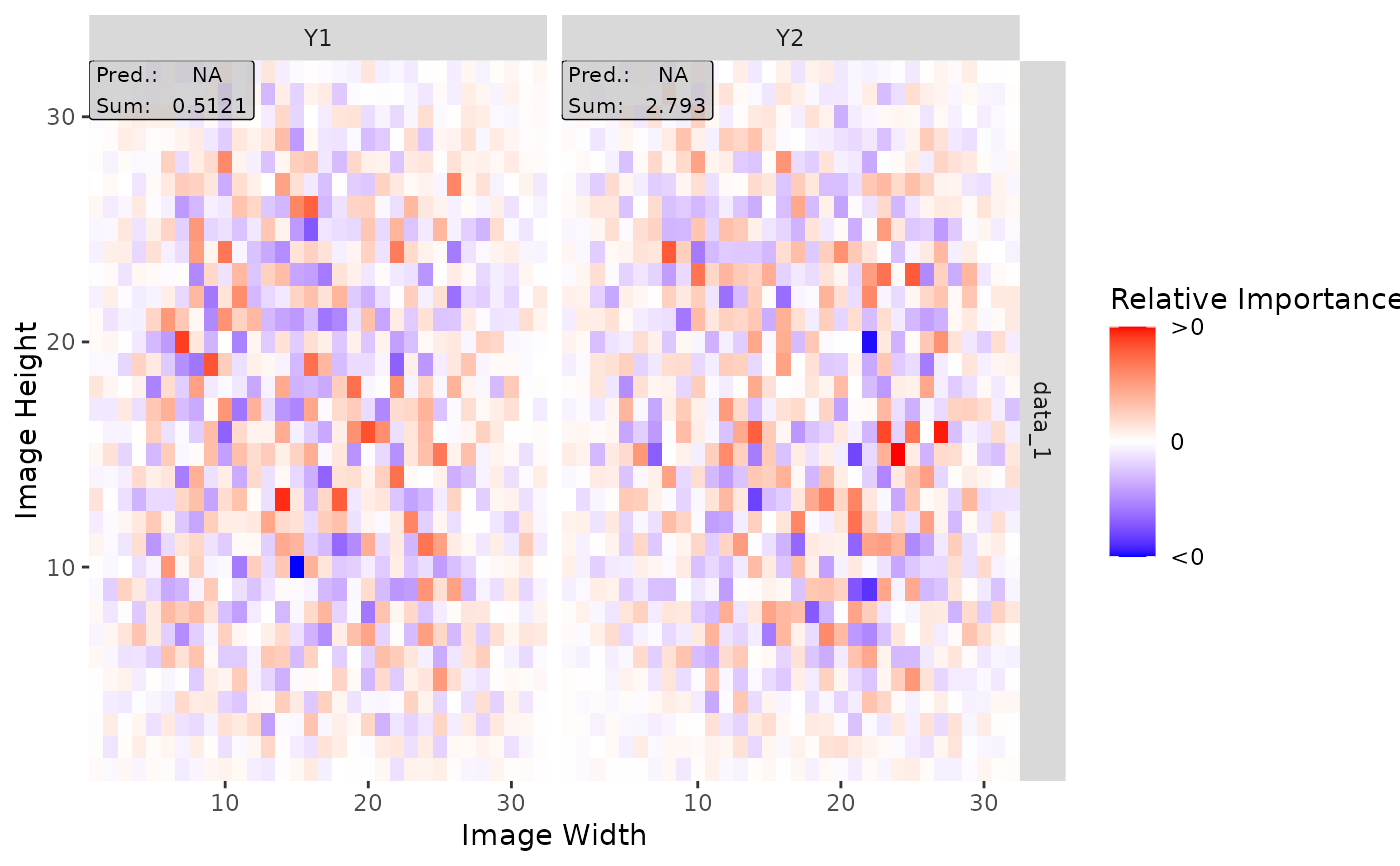 Y1
Y2
Pred.: NA
Sum: 0.5121
Pred.: NA
Sum: 2.793
data_1
30
20
10
Image Height
10
20
30
10
20
30
Image Width
Relative Importance
>0
0
<0